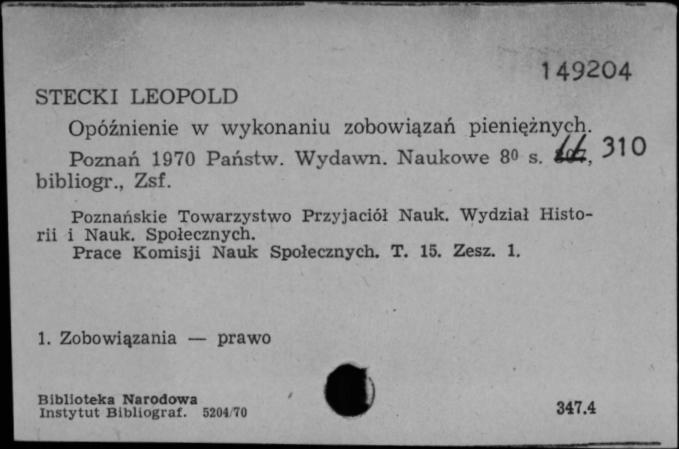 149204
STECKI LEOPOLD
Opóźnienie w wykonaniu zobowiązań pieniężnych.
Poznań 1970 Państw. Wydawn. Naukowe 8⁰ s. , 310
bibliogr., Zsf.
Poznańskie Towarzystwo Przyjaciół Nauk. Wydział Histo-
rii i Nauk. Społecznych.
Prace Komisji Nauk Społecznych. T. 15. Zesz. 1.
1. Zobowiązania — prawo
Biblioteka Narodowa
Instytut Bibliograf. 5204/70
347.4